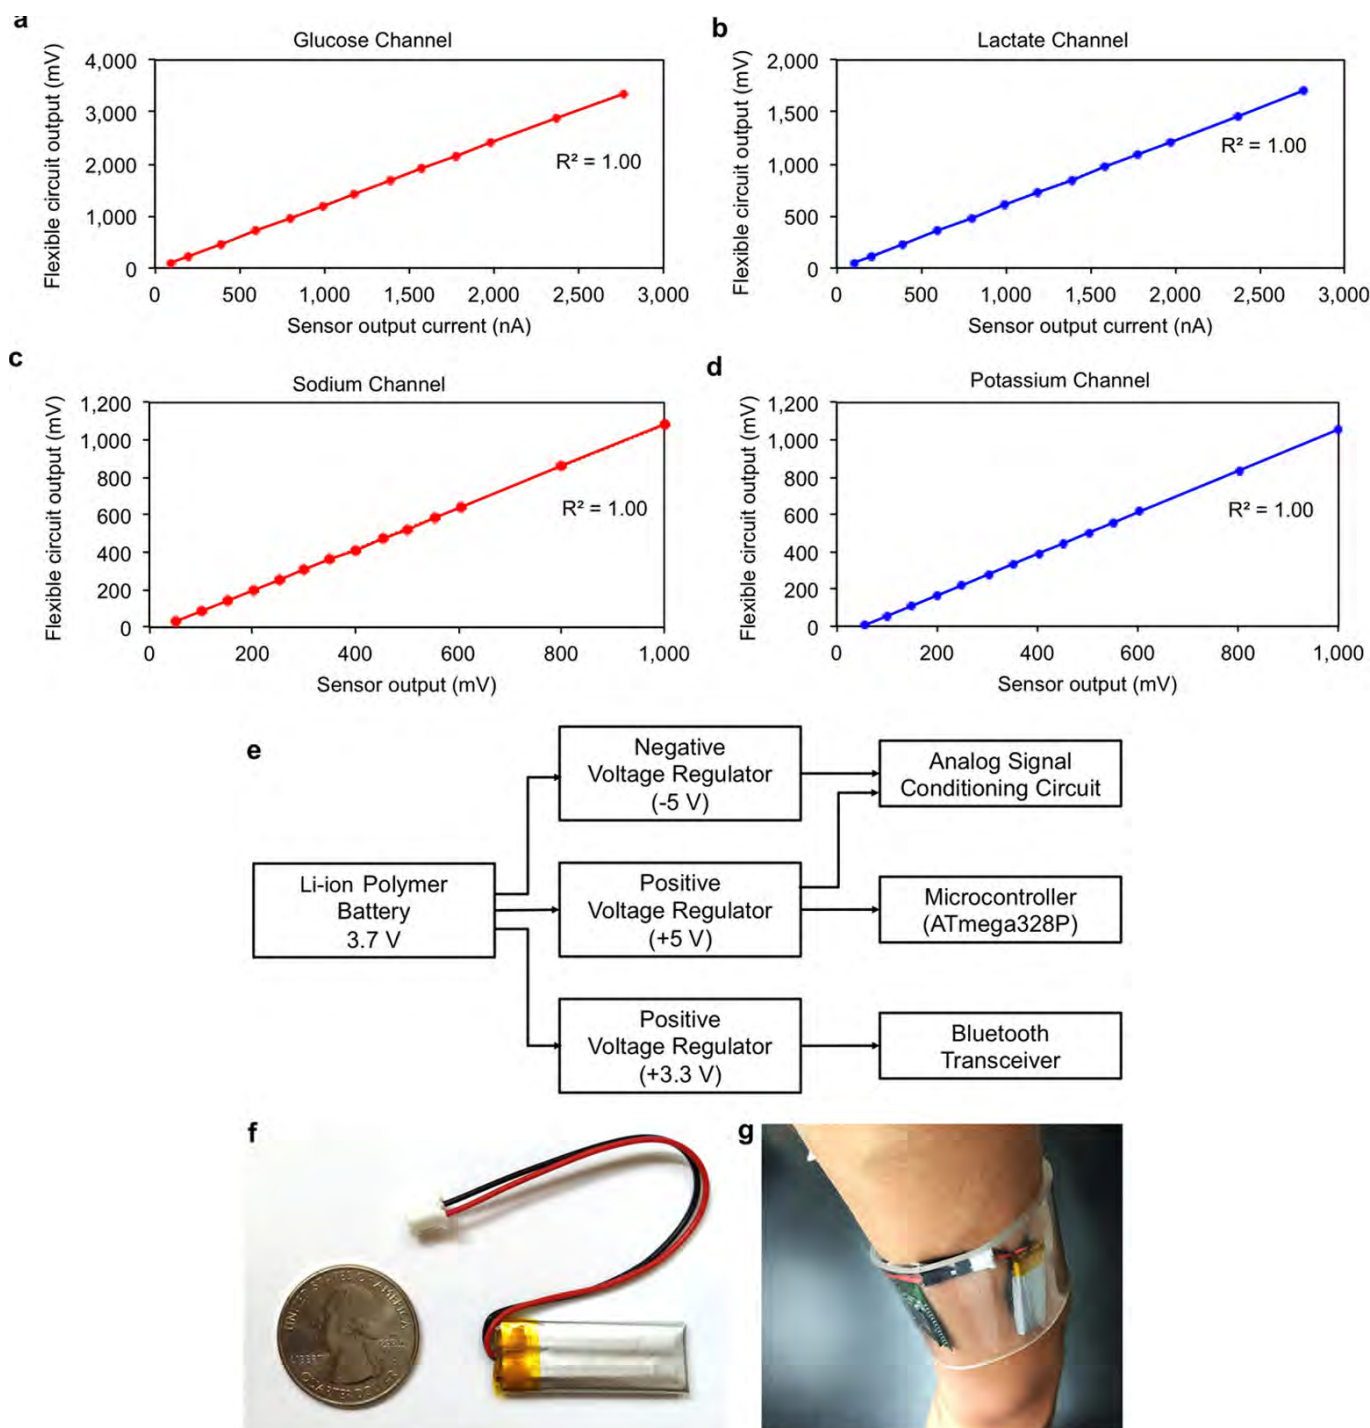 a
Glucose Channel
Flexible circuit output (mV)
4,000
3,000
2,000
1,000
0
R² = 1.00
0 500 1,000 1,500 2,000 2,500 3,000
Sensor output current (nA)
b
Lactate Channel
Flexible circuit output (mV)
2,000
1,500
1,000
500
0
R² = 1.00
0 500 1,000 1,500 2,000 2,500 3,000
Sensor output current (nA)
c
Sodium Channel
Flexible circuit output (mV)
1,200
1,000
800
600
400
200
0
R² = 1.00
0 200 400 600 800 1,000
Sensor output (mV)
d
Potassium Channel
Flexible circuit output (mV)
1,200
1,000
800
600
400
200
0
R² = 1.00
0 200 400 600 800 1,000
Sensor output (mV)
e
Li-ion Polymer
Battery
3.7 V
Negative
Voltage Regulator
(-5 V)
Positive
Voltage Regulator
(+5 V)
Positive
Voltage Regulator
(+3.3 V)
Analog Signal
Conditioning Circuit
Microcontroller
(ATmega328P)
Bluetooth
Transceiver
f
UNITED STATES OF AMERICA
LIBERTY
QUARTER DOLLAR
g